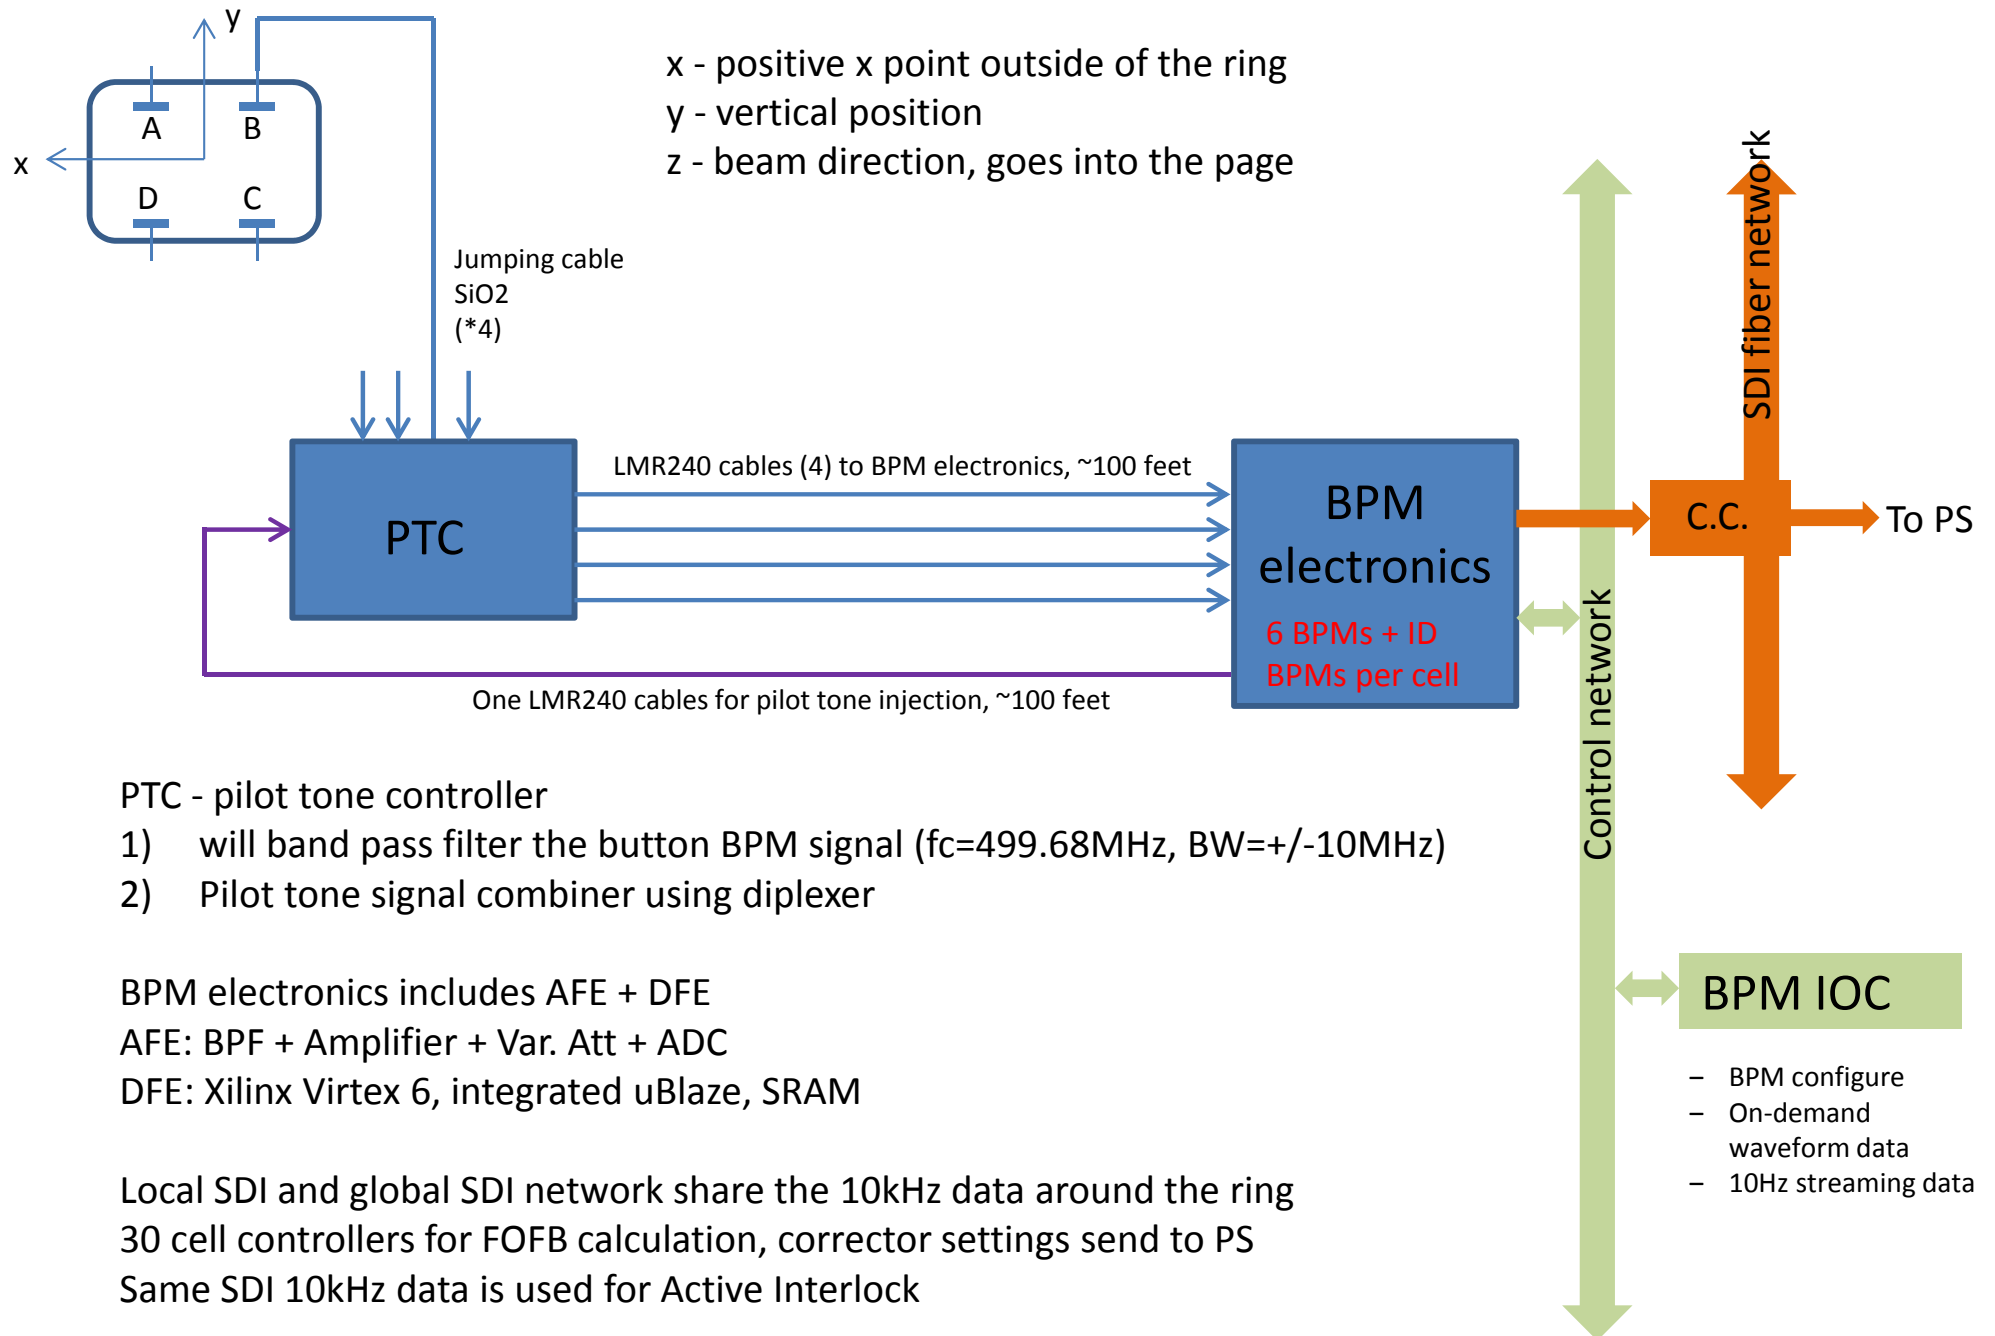 y
x - positive x point outside of the ring
y - vertical position
z - beam direction, goes into the page
A
B
x
D
C
Jumping cable
SiO2
(*4)
SDI fiber network
LMR240 cables (4) to BPM electronics, ~100 feet
PTC
BPM
electronics
6 BPMs + ID
BPMs per cell
C.C.
To PS
Control network
One LMR240 cables for pilot tone injection, ~100 feet
PTC - pilot tone controller
1) will band pass filter the button BPM signal (fc=499.68MHz, BW=+/-10MHz)
2) Pilot tone signal combiner using diplexer
BPM electronics includes AFE + DFE
AFE: BPF + Amplifier + Var. Att + ADC
DFE: Xilinx Virtex 6, integrated uBlaze, SRAM
BPM IOC
– BPM configure
– On-demand
waveform data
– 10Hz streaming data
Local SDI and global SDI network share the 10kHz data around the ring
30 cell controllers for FOFB calculation, corrector settings send to PS
Same SDI 10kHz data is used for Active Interlock